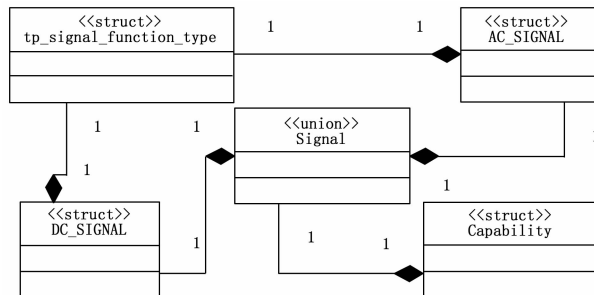 <<struct>>
tp_signal_function_type
1
1
<<struct>>
AC_SIGNAL
1
1
<<union>>
Signal
1
1
<<struct>>
DC_SIGNAL
1
1
1
1
<<struct>>
Capability